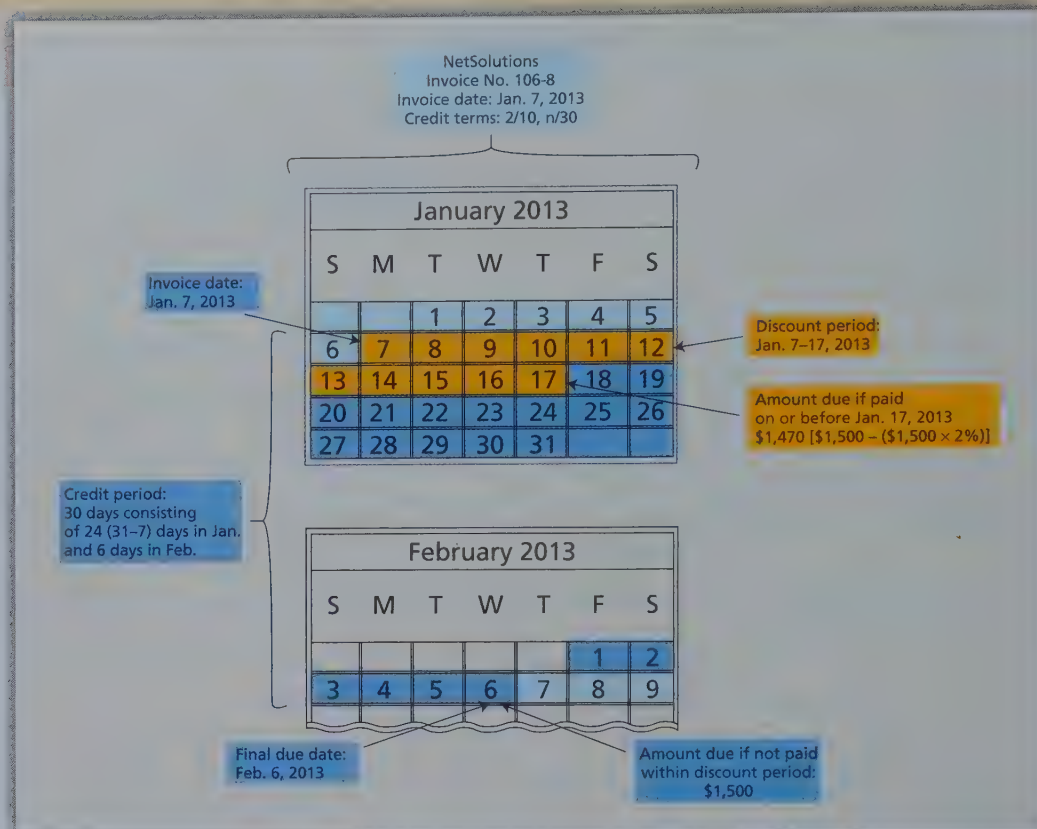 NetSolutions
Invoice No. 106-8
Invoice date: Jan. 7, 2013
Credit terms: 2/10, n/30
January 2013
S M T W T F S
Invoice date:
Jan. 7, 2013
1 2 3 4 5
6 7 8 9 10 11 12
13 14 15 16 17 18 19
20 21 22 23 24 25 26
27 28 29 30 31
Discount period:
Jan. 7–17, 2013
Amount due if paid
on or before Jan. 17, 2013
$1,470 [$1,500 – ($1,500 × 2%)]
Credit period:
30 days consisting
of 24 (31–7) days in Jan.
and 6 days in Feb.
February 2013
S M T W T F S
1 2
3 4 5 6 7 8 9
Final due date:
Feb. 6, 2013
Amount due if not paid
within discount period:
$1,500